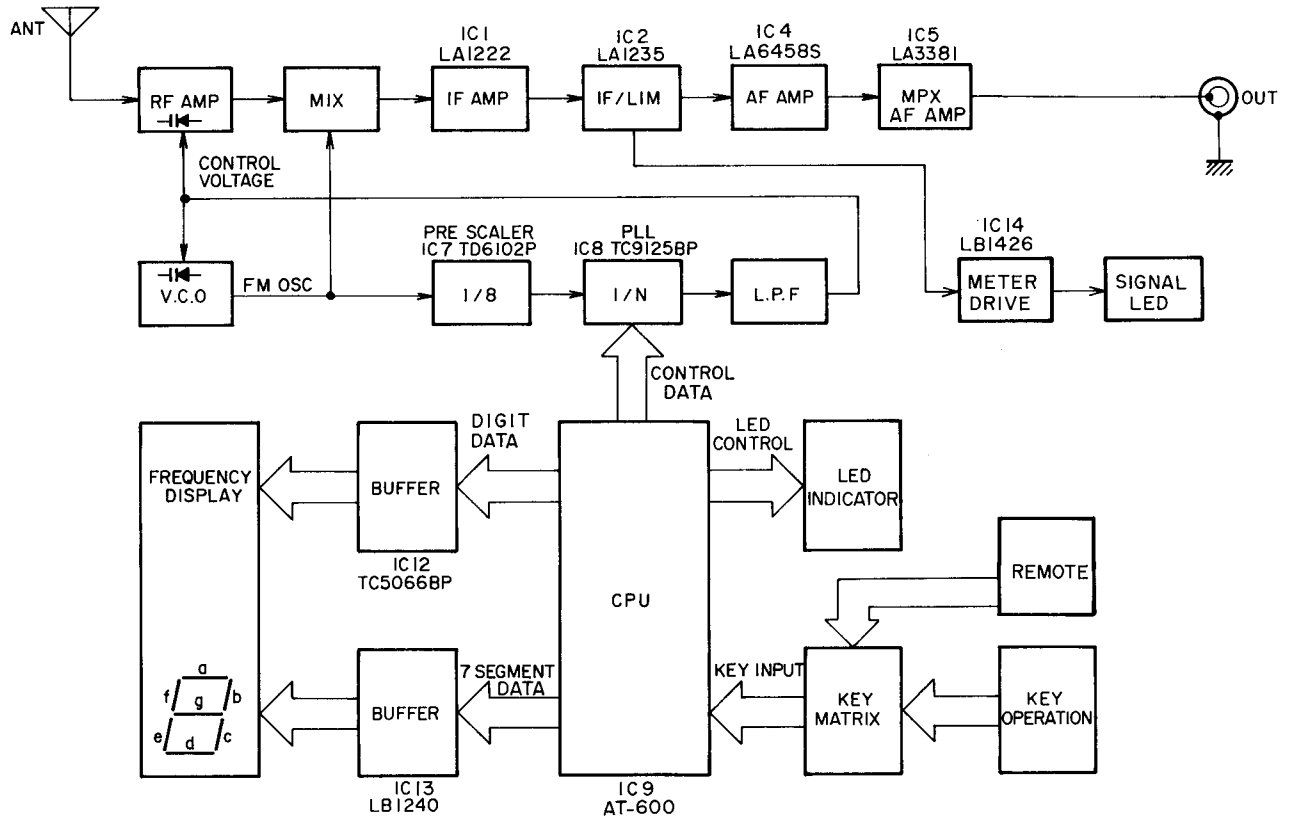 ANT
RF AMP
MIX
IC1
LA1222
IF AMP
IC2
LA1235
IF/LIM
IC4
LA6458S
AF AMP
IC5
LA3381
MPX
AF AMP
OUT
CONTROL
VOLTAGE
V.C.O
FM OSC
PRE SCALER
IC7 TD6102P
1/8
PLL
IC8 TC9125BP
1/N
L.P.F
IC14
LB1426
METER
DRIVE
SIGNAL
LED
CONTROL
DATA
FREQUENCY
DISPLAY
a
f
g
b
e
d
c
BUFFER
IC12
TC5066BP
DIGIT
DATA
BUFFER
IC13
LB1240
7 SEGMENT
DATA
CPU
IC9
AT-600
LED
CONTROL
LED
INDICATOR
REMOTE
KEY INPUT
KEY
MATRIX
KEY
OPERATION